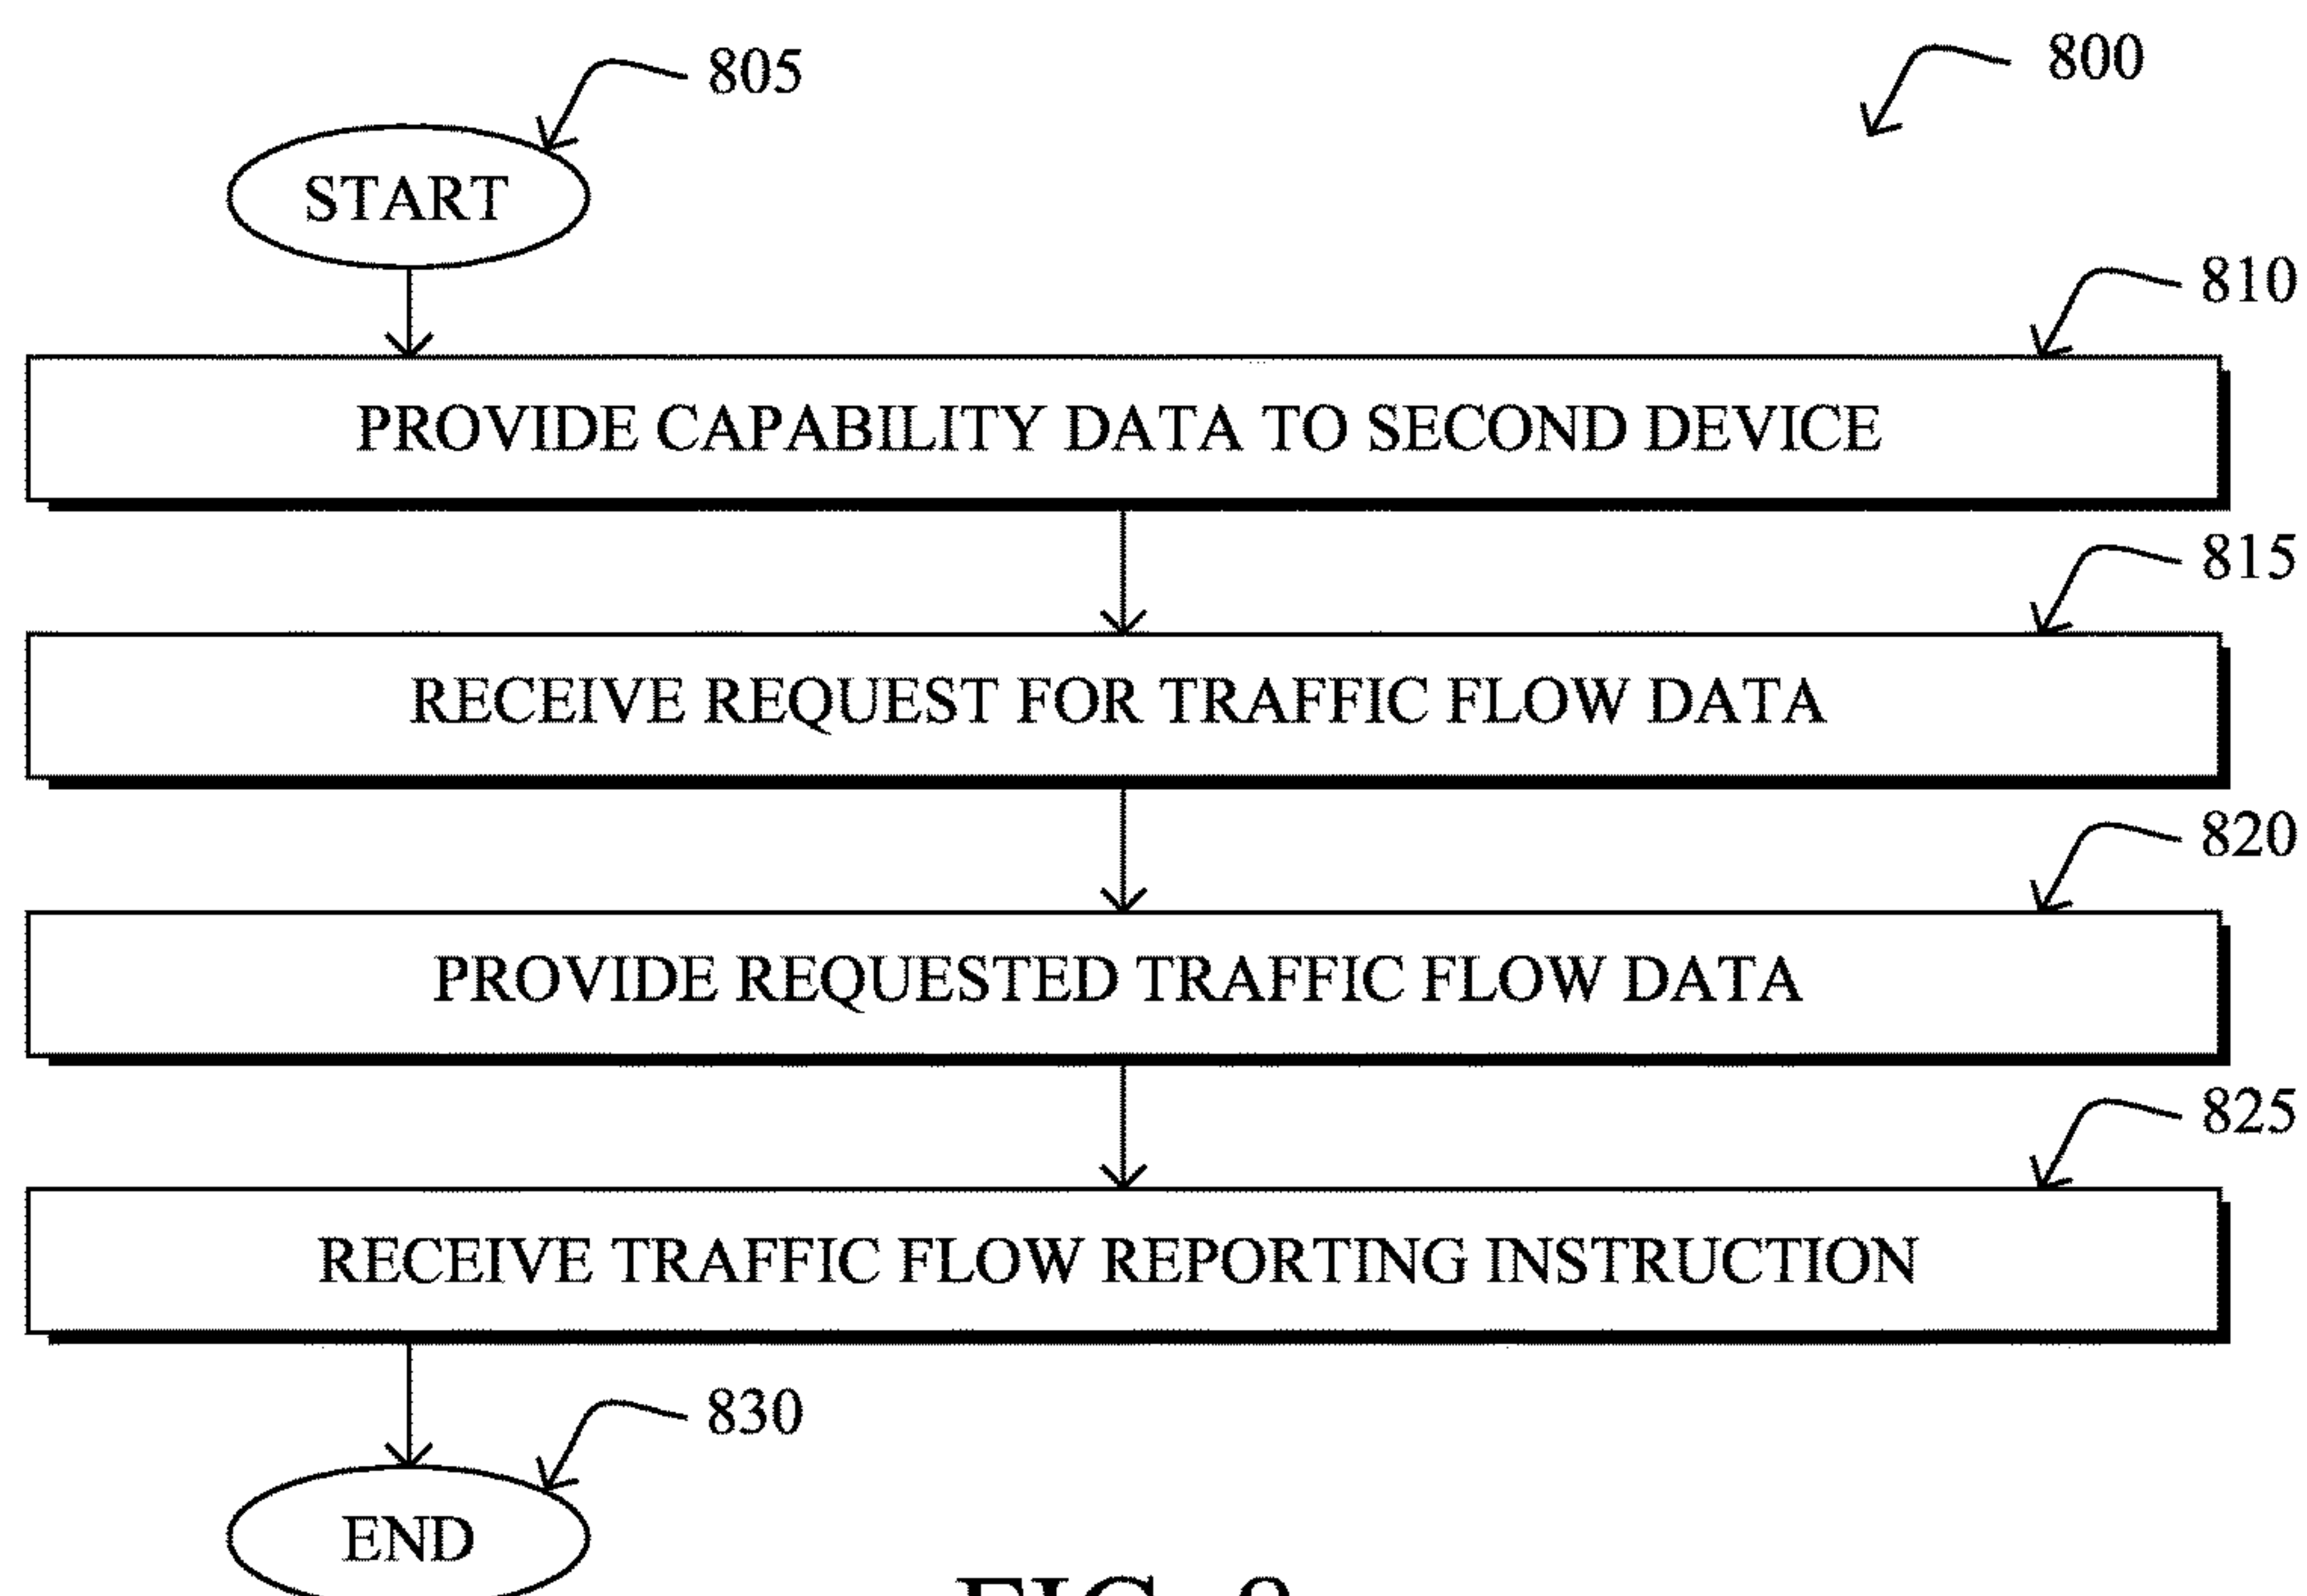 805
800
START
810
PROVIDE CAPABILITY DATA TO SECOND DEVICE
815
RECEIVE REQUEST FOR TRAFFIC FLOW DATA
820
PROVIDE REQUESTED TRAFFIC FLOW DATA
825
RECEIVE TRAFFIC FLOW REPORTING INSTRUCTION
830
END